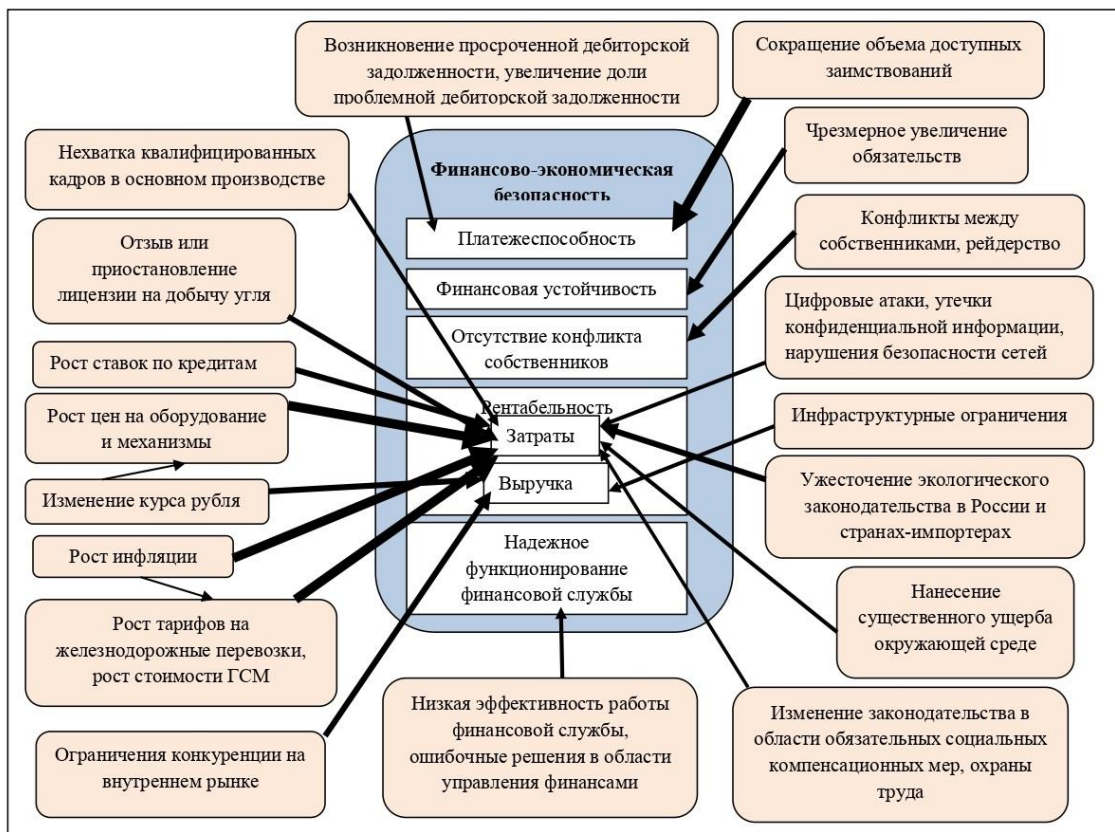 Возникновение просроченной дебиторской
задолженности, увеличение доли
проблемной дебиторской задолженности
Сокращение объема доступных
заимствований
Чрезмерное увеличение
обязательств
Нехватка квалифицированных
кадров в основном производстве
Финансово-экономическая
безопасность
Конфликты между
собственниками, рейдерство
Платежеспособность
Отзыв или
приостановление
лицензии на добычу угля
Финансовая устойчивость
Цифровые атаки, утечки
конфиденциальной информации,
нарушения безопасности сетей
Отсутствие конфликта
собственников
Рост ставок по кредитам
Рентабельность
Рост цен на оборудование
и механизмы
Затраты
Инфраструктурные ограничения
Изменение курса рубля
Выручка
Ужесточение экологического
законодательства в России и
странах-импортерах
Рост инфляции
Надежное
функционирование
финансовой службы
Нанесение
существенного ущерба
окружающей среде
Рост тарифов на
железнодорожные перевозки,
рост стоимости ГСМ
Низкая эффективность работы
финансовой службы,
ошибочные решения в области
управления финансами
Изменение законодательства в
области обязательных социальных
компенсационных мер, охраны
труда
Ограничения конкуренции на
внутреннем рынке